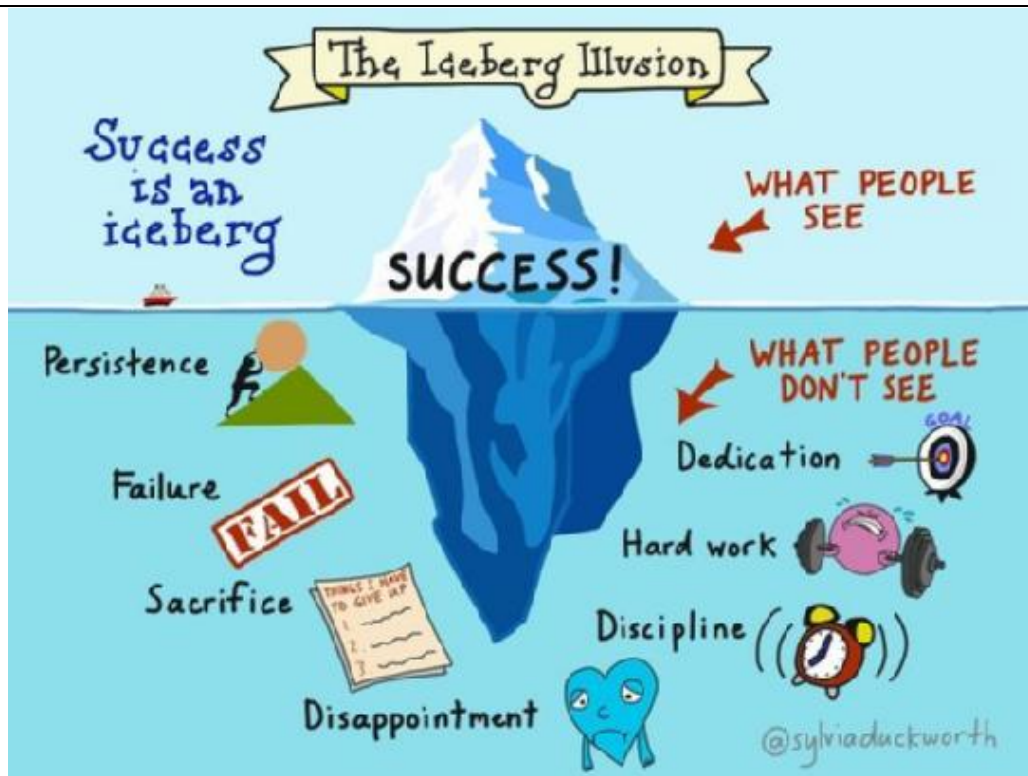 The Iceberg Illusion
Success
is an
iceberg
WHAT PEOPLE
SEE
SUCCESS!
WHAT PEOPLE
DON'T SEE
Persistence
GOAL
Dedication
Failure
FAIL
Hard work
Sacrifice
THINGS I HAVE
TO GIVE UP
1.
2.
3
Discipline
Disappointment
@sylviaduckworth